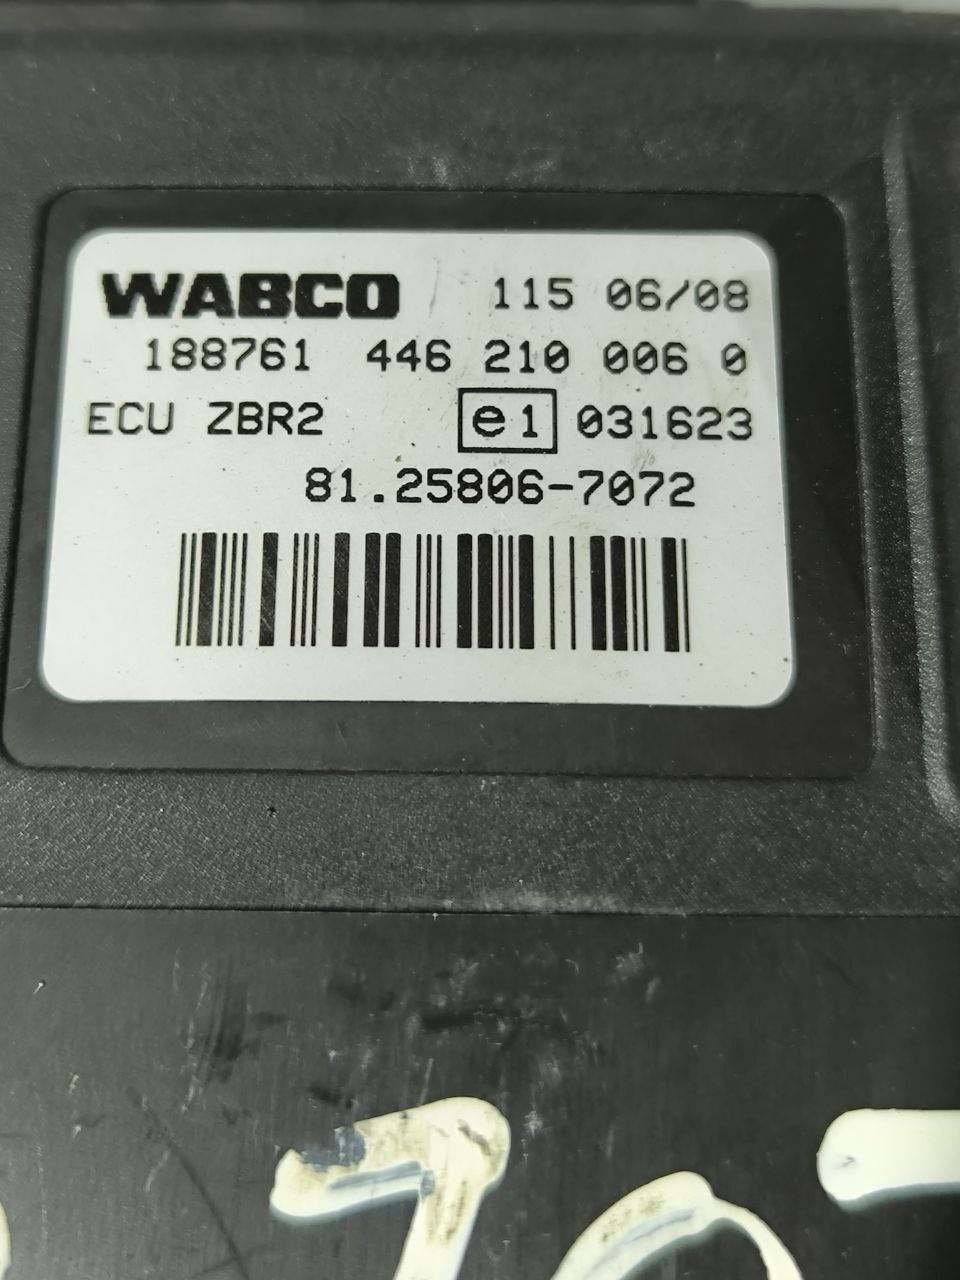 WABCO 115 06/08
188761 446 210 006 0
ECU ZBR2 e1 031623
81.25806-7072